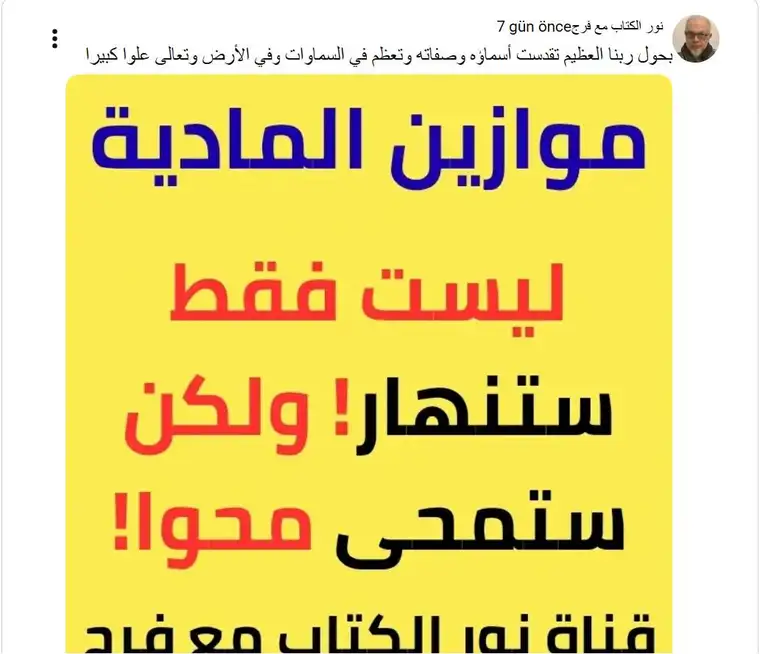 نور الكتاب مع فرج 7 gün önce
بحول ربنا العظيم تقدست أسماؤه وصفاته وتعظم في السماوات وفي الأرض وتعالى علوا كبيرا
موازين المادية
ليست فقط
ستنهار! ولكن
ستمحى محوا!
قناة نور الكتاب مع فرج